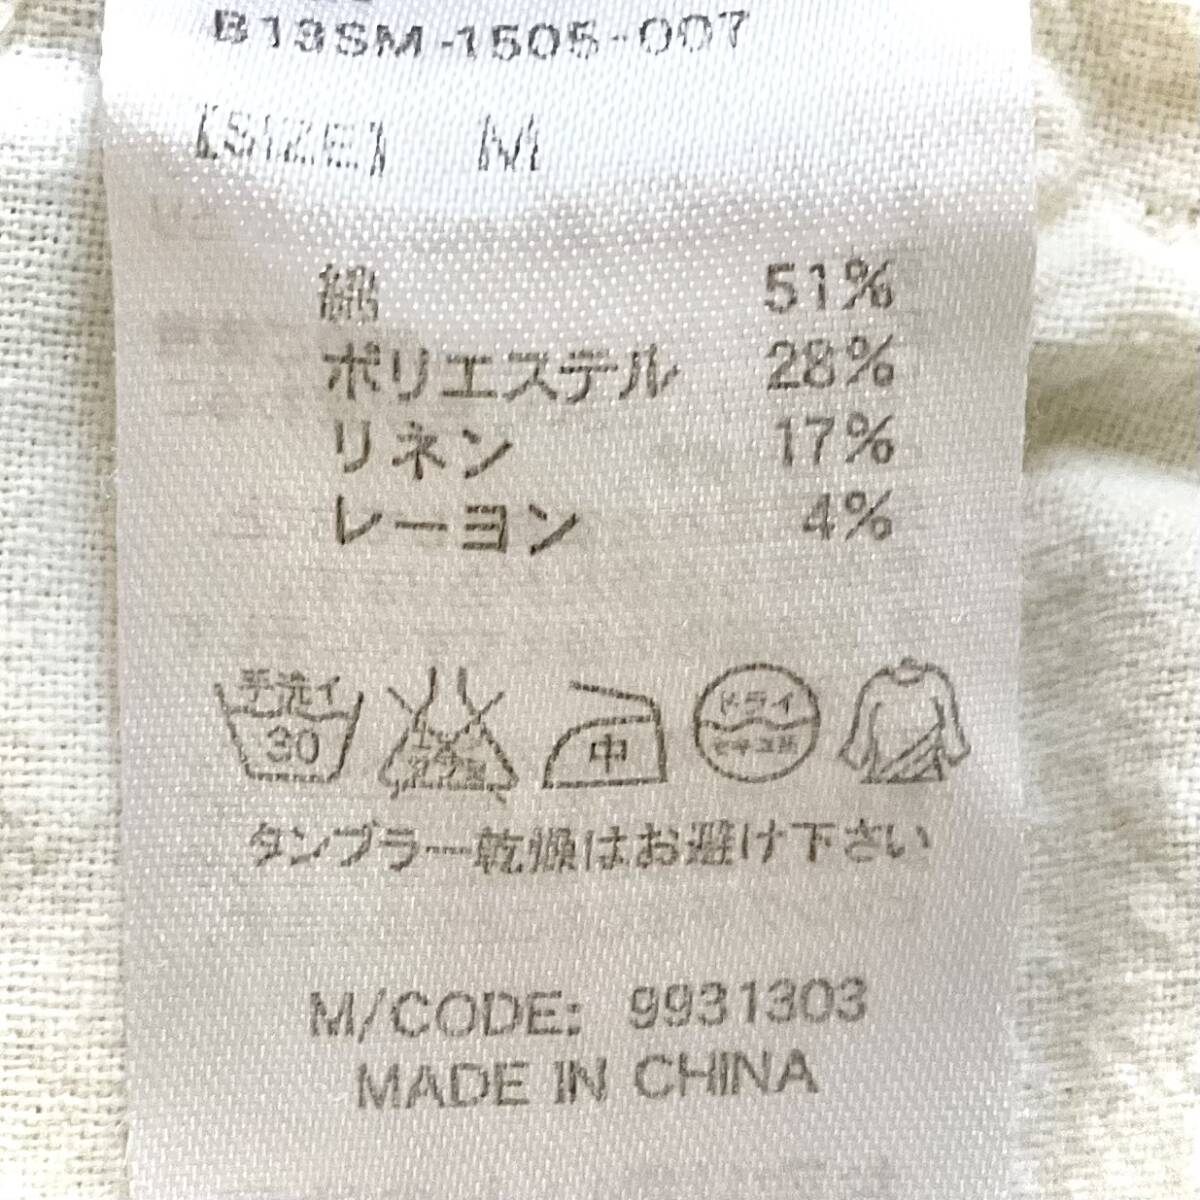 B13SM-1505-007
[SIZE] M
綿 51%
ポリエステル 28%
リネン 17%
レーヨン 4%
手洗イ
30
中
ドライ
セキユ系
タンブラー乾燥はお避け下さい
M/CODE: 9931303
MADE IN CHINA